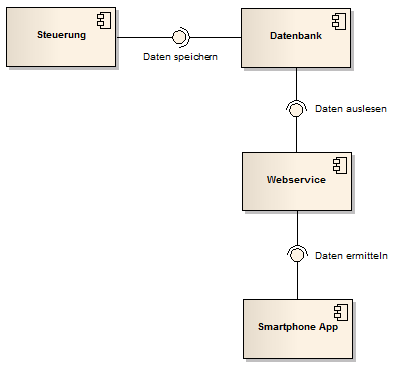 Steuerung
Datenbank
Daten speichern
Daten auslesen
Webservice
Daten ermitteln
Smartphone App